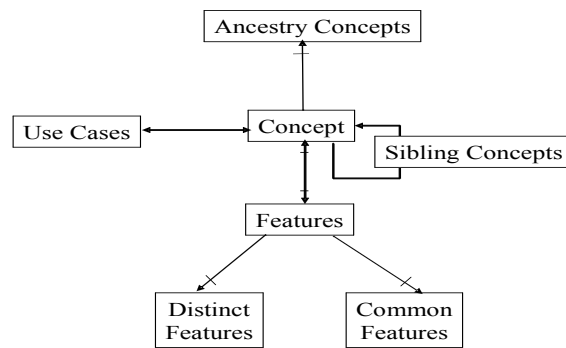 Ancestry Concepts
Use Cases
Concept
Sibling Concepts
Features
Distinct
Features
Common
Features